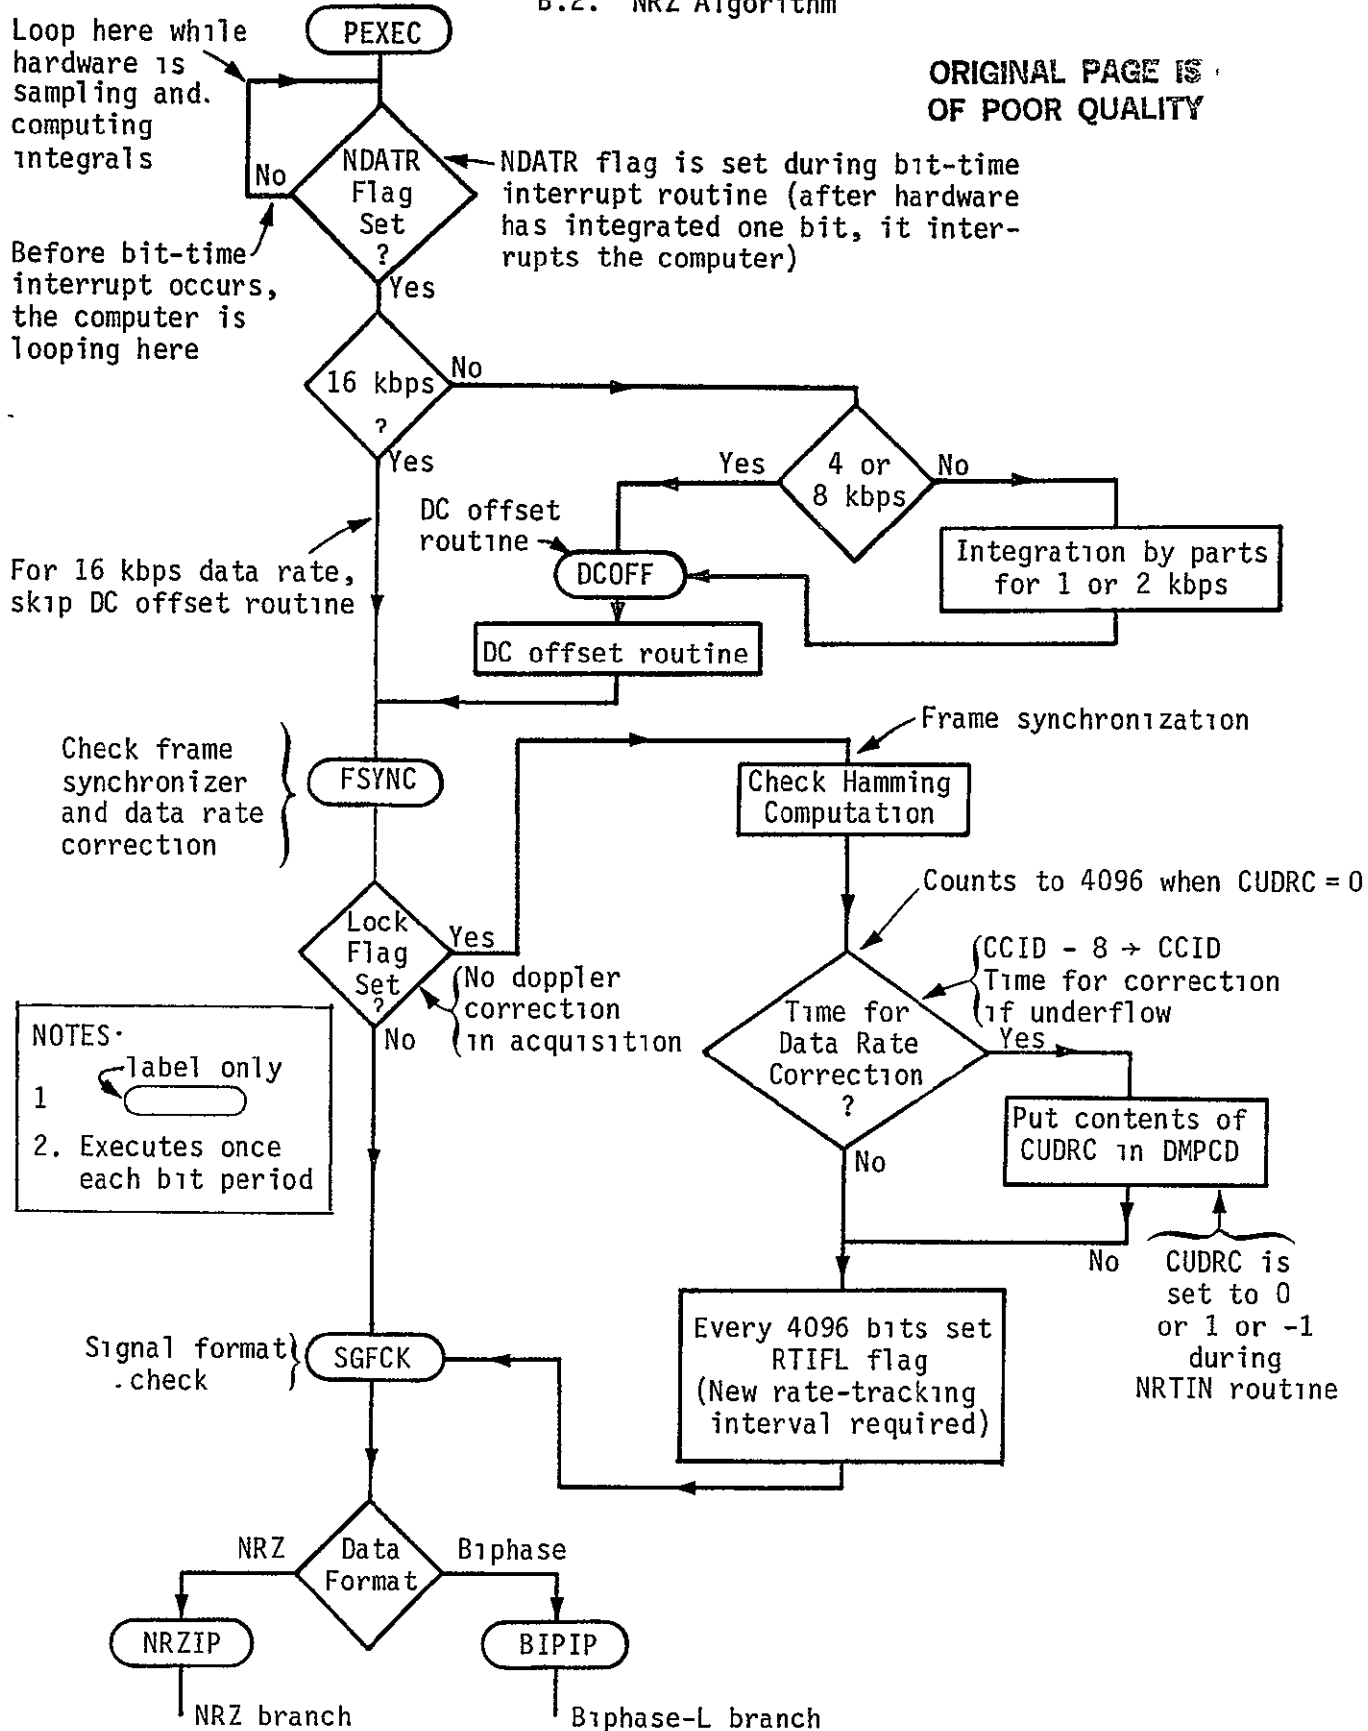 B.2. NRZ Algorithm
ORIGINAL PAGE IS
OF POOR QUALITY
Loop here while
hardware is
sampling and.
computing
integrals
PEXEC
NDATR
Flag
Set
?
No
Yes
NDATR flag is set during bit-time
interrupt routine (after hardware
has integrated one bit, it inter-
rupts the computer)
Before bit-time
interrupt occurs,
the computer is
looping here
16 kbps
?
No
Yes
4 or
8 kbps
Yes
No
DC offset
routine
DCOFF
Integration by parts
for 1 or 2 kbps
For 16 kbps data rate,
skip DC offset routine
DC offset routine
Check frame
synchronizer
and data rate
correction
FSYNC
Frame synchronization
Check Hamming
Computation
Counts to 4096 when CUDRC = 0
Lock
Flag
Set
?
Yes
No
No doppler
correction
in acquisition
CCID - 8 → CCID
Time for correction
if underflow
Time for
Data Rate
Correction
?
Yes
No
NOTES·
label only
1
2. Executes once
each bit period
Put contents of
CUDRC in DMPCD
No
CUDRC is
set to 0
or 1 or -1
during
NRTIN routine
Every 4096 bits set
RTIFL flag
(New rate-tracking
interval required)
Signal format
.check
SGFCK
Data
Format
NRZ
Biphase
NRZIP
BIPIP
NRZ branch
Biphase-L branch